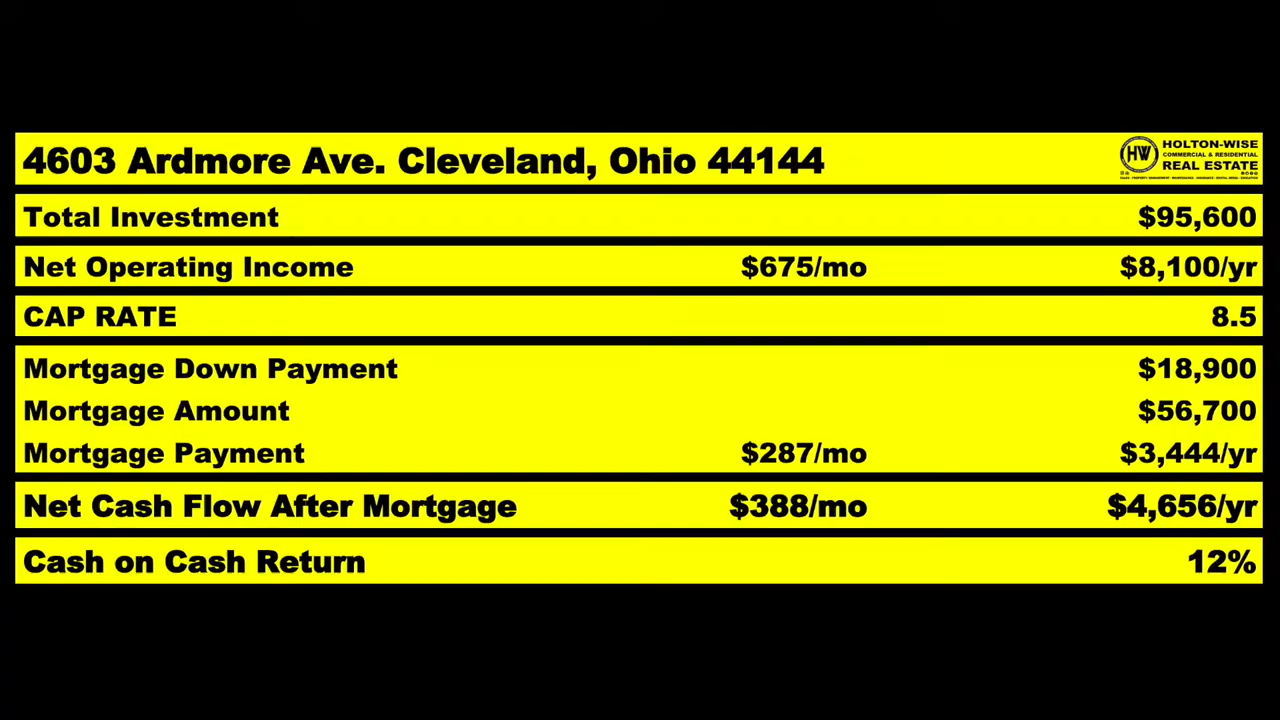 4603 Ardmore Ave. Cleveland, Ohio 44144
HW
HOLTON-WISE
COMMERCIAL & RESIDENTIAL
REAL ESTATE
Total Investment $95,600
Net Operating Income $675/mo $8,100/yr
CAP RATE 8.5
Mortgage Down Payment $18,900
Mortgage Amount $56,700
Mortgage Payment $287/mo $3,444/yr
Net Cash Flow After Mortgage $388/mo $4,656/yr
Cash on Cash Return 12%